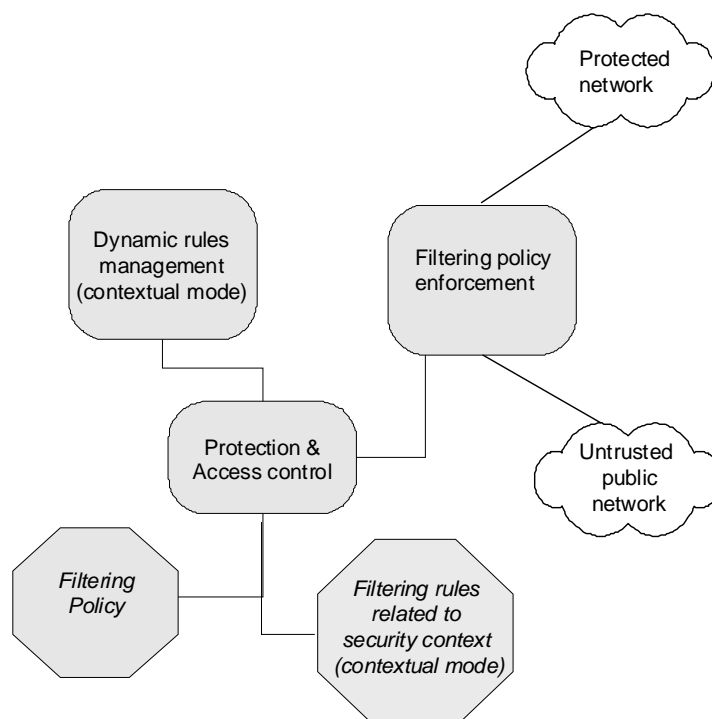 Protected
network
Dynamic rules
management
(contextual mode)
Filtering policy
enforcement
Protection &
Access control
Untrusted
public
network
Filtering
Policy
Filtering rules
related to
security context
(contextual mode)